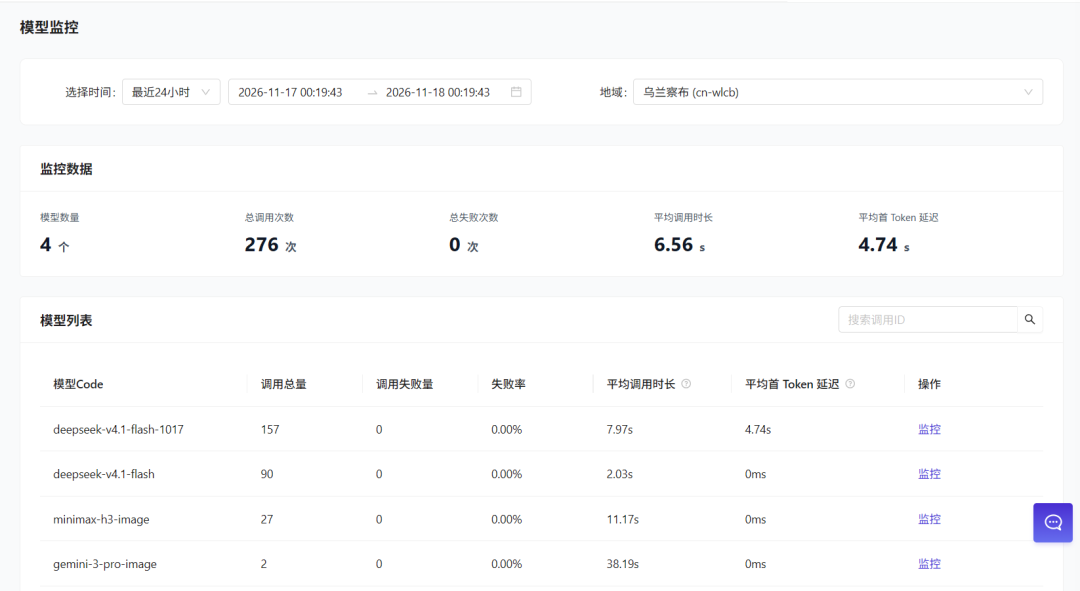 模型监控
选择时间: 最近24小时 2026-11-17 00:19:43 → 2026-11-18 00:19:43 地域: 乌兰察布 (cn-wlcb)
监控数据
模型数量 总调用次数 总失败次数 平均调用时长 平均首 Token 延迟
4 个 276 次 0 次 6.56 s 4.74 s
模型列表 搜索调用ID
模型Code 调用总量 调用失败量 失败率 平均调用时长 平均首 Token 延迟 操作
deepseek-v4.1-flash-1017 157 0 0.00% 7.97s 4.74s 监控
deepseek-v4.1-flash 90 0 0.00% 2.03s 0ms 监控
minimax-h3-image 27 0 0.00% 11.17s 0ms 监控
gemini-3-pro-image 2 0 0.00% 38.19s 0ms 监控